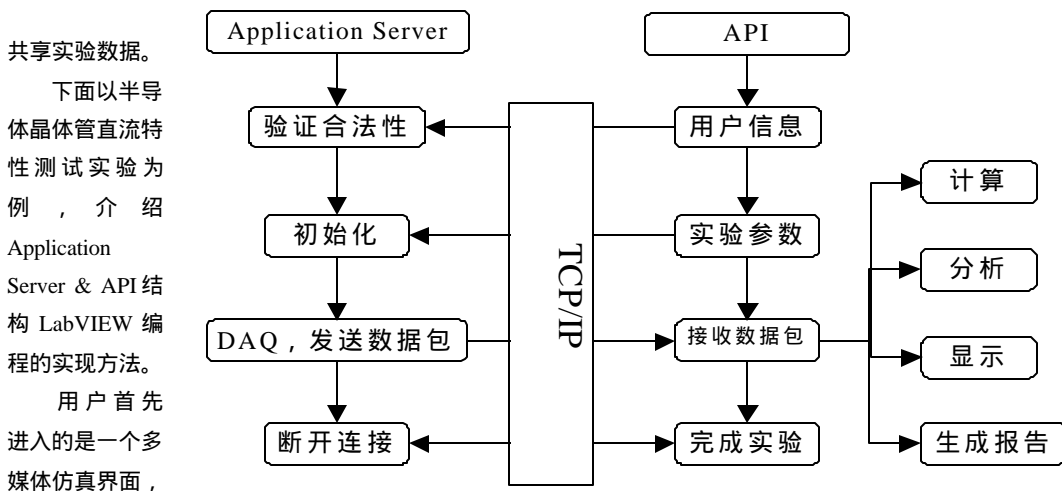 共享实验数据。
下面以半导
体晶体管直流特
性测试实验为
例，介绍
Application
Server & API 结
构 LabVIEW 编
程的实现方法。
用户首先
进入的是一个多
媒体仿真界面，
Application Server
API
验证合法性
用户信息
初始化
实验参数
DAQ，发送数据包
接收数据包
断开连接
完成实验
TCP/IP
计算
分析
显示
生成报告